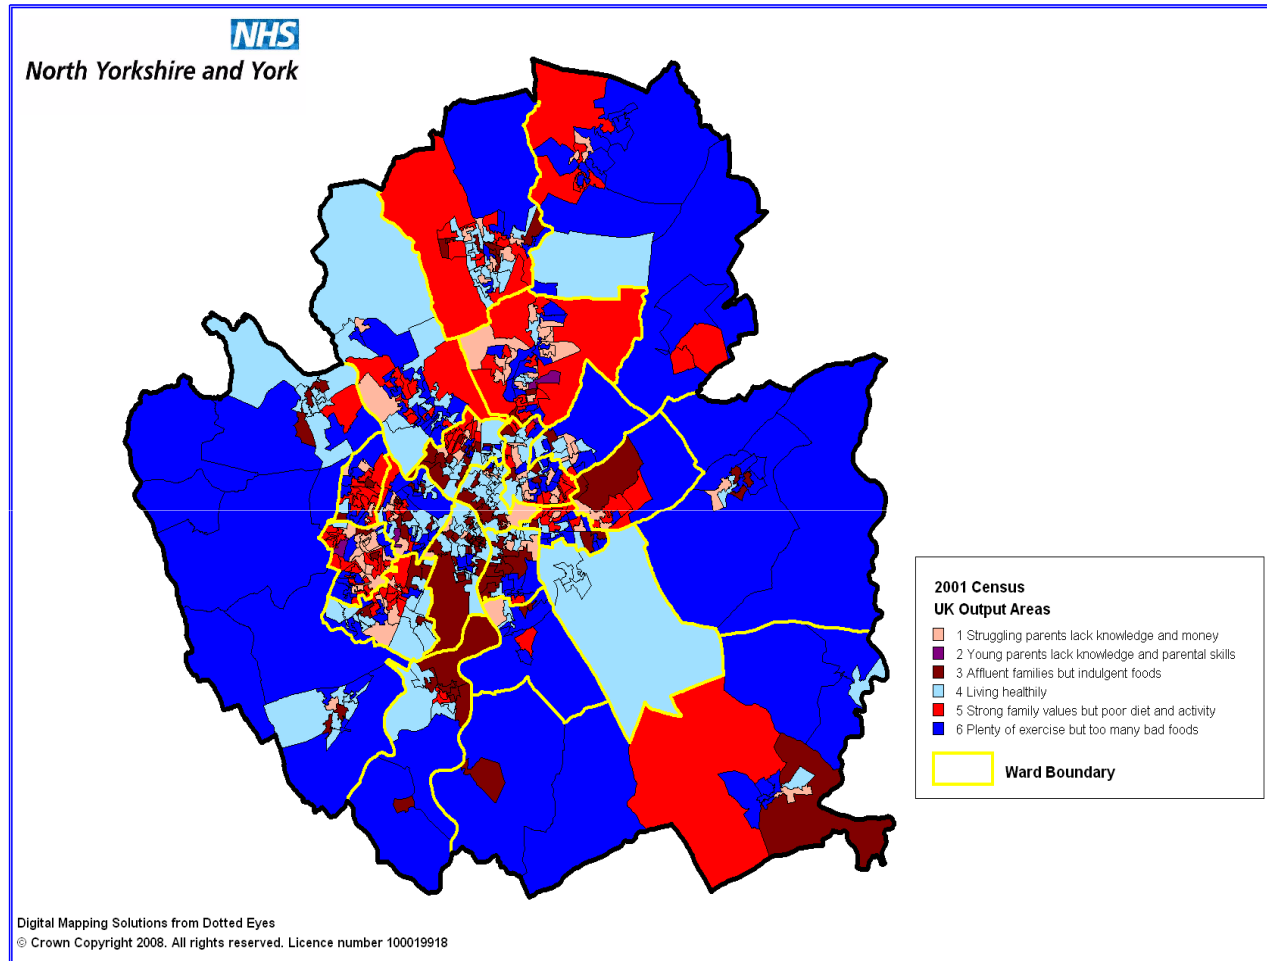 NHS
North Yorkshire and York
2001 Census
UK Output Areas
1 Struggling parents lack knowledge and money
2 Young parents lack knowledge and parental skills
3 Affluent families but indulgent foods
4 Living healthily
5 Strong family values but poor diet and activity
6 Plenty of exercise but too many bad foods
Ward Boundary
Digital Mapping Solutions from Dotted Eyes
© Crown Copyright 2008. All rights reserved. Licence number 100019918